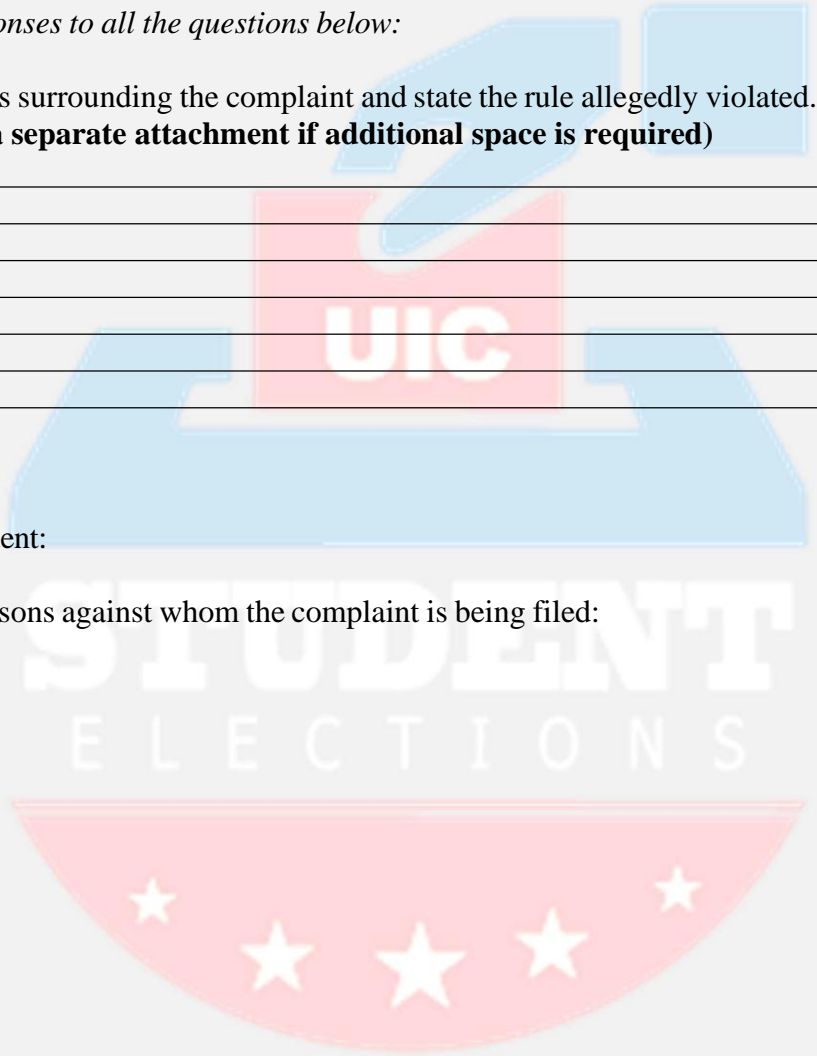 onses to all the questions below:
s surrounding the complaint and state the rule allegedly violated.
a separate attachment if additional space is required)
ent:
sons against whom the complaint is being filed:
UIC
STUDENT
ELECTIONS